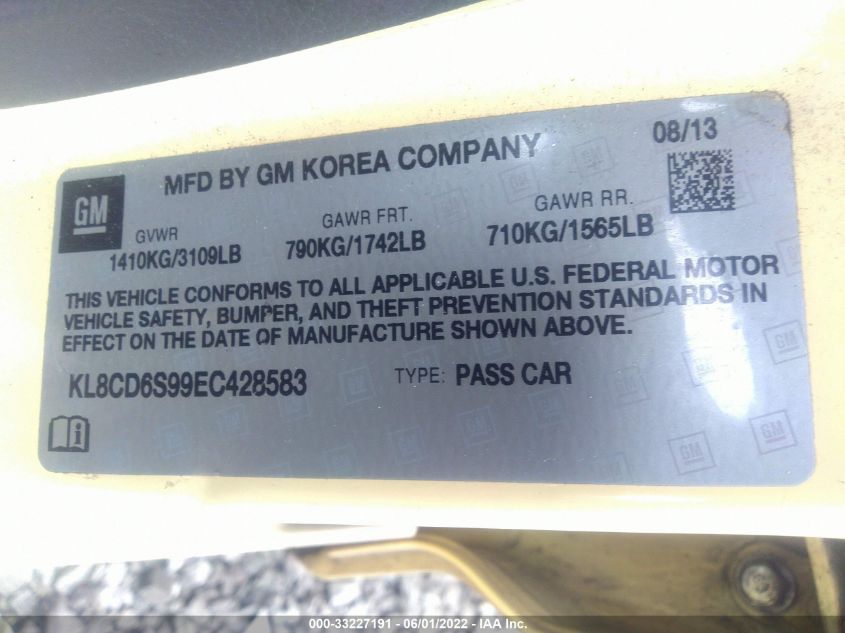 MFD BY GM KOREA COMPANY
08/13
GM
GVWR
1410KG/3109LB
GAWR FRT.
790KG/1742LB
GAWR RR.
710KG/1565LB
THIS VEHICLE CONFORMS TO ALL APPLICABLE U.S. FEDERAL MOTOR
VEHICLE SAFETY, BUMPER, AND THEFT PREVENTION STANDARDS IN
EFFECT ON THE DATE OF MANUFACTURE SHOWN ABOVE.
KL8CD6S99EC428583 TYPE: PASS CAR
000-33227191 - 06/01/2022 - IAA Inc.